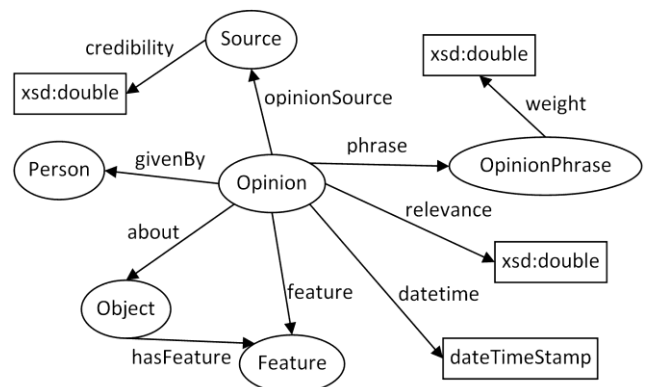 Source
credibility
xsd:double
xsd:double
opinionSource
weight
phrase
Person
givenBy
Opinion
OpinionPhrase
relevance
about
xsd:double
feature
datetime
Object
hasFeature
Feature
dateTimeStamp